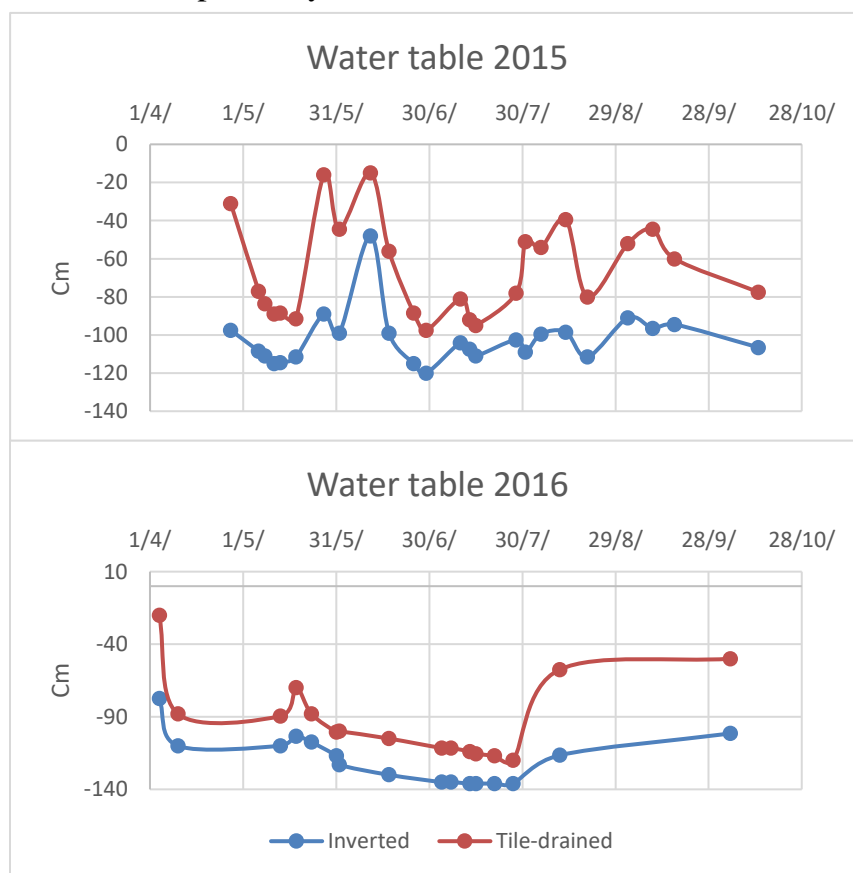 Water table 2015
1/4/ 1/5/ 31/5/ 30/6/ 30/7/ 29/8/ 28/9/ 28/10/
0
-20
-40
-60
-80
-100
-120
-140
Cm
Water table 2016
1/4/ 1/5/ 31/5/ 30/6/ 30/7/ 29/8/ 28/9/ 28/10/
10
-40
-90
-140
Cm
Inverted Tile-drained